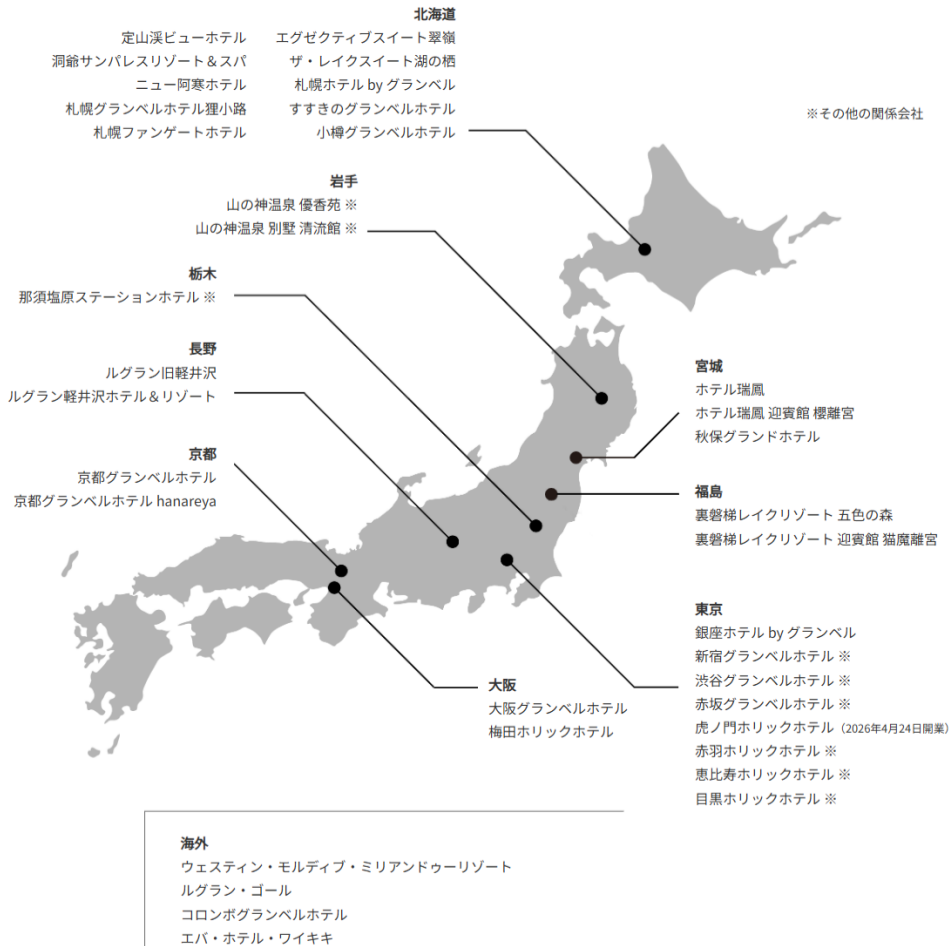 北海道
定山渓ビューホテル エグゼクティブスイート翠嶺
洞爺サンパレスリゾート&スパ ザ・レイクスイート湖の栖
ニュー阿寒ホテル 札幌ホテル by グランベル
札幌グランベルホテル狸小路 すすきのグランベルホテル
札幌ファンゲートホテル 小樽グランベルホテル
※その他の関係会社
岩手
山の神温泉 優香苑 ※
山の神温泉 別墅 清流館 ※
栃木
那須塩原ステーションホテル ※
長野
ルグラン旧軽井沢
ルグラン軽井沢ホテル&リゾート
京都
京都グランベルホテル
京都グランベルホテル hanareya
宮城
ホテル瑞鳳
ホテル瑞鳳 迎賓館 櫻離宮
秋保グランドホテル
福島
裏磐梯レイクリゾート 五色の森
裏磐梯レイクリゾート 迎賓館 猫魔離宮
東京
銀座ホテル by グランベル
新宿グランベルホテル ※
渋谷グランベルホテル ※
赤坂グランベルホテル ※
虎ノ門ホリックホテル(2026年4月24日開業)
赤羽ホリックホテル ※
恵比寿ホリックホテル ※
目黒ホリックホテル ※
大阪
大阪グランベルホテル
梅田ホリックホテル
海外
ウェスティン・モルディブ・ミリアンドゥーリゾート
ルグラン・ゴール
コロンボグランベルホテル
エバ・ホテル・ワイキキ